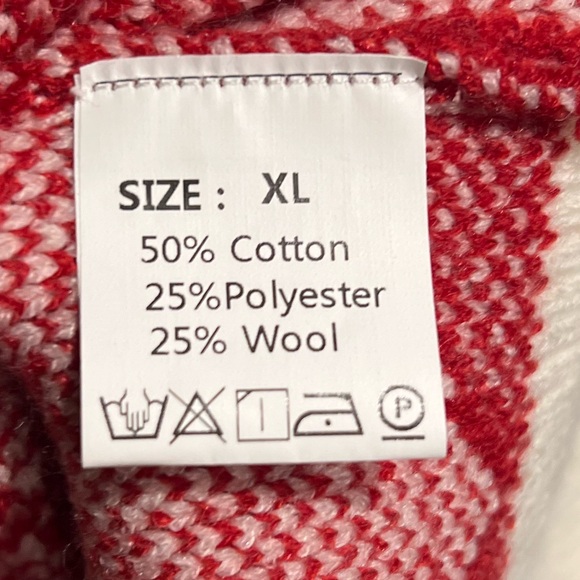 SIZE : XL
50% Cotton
25%Polyester
25% Wool
P